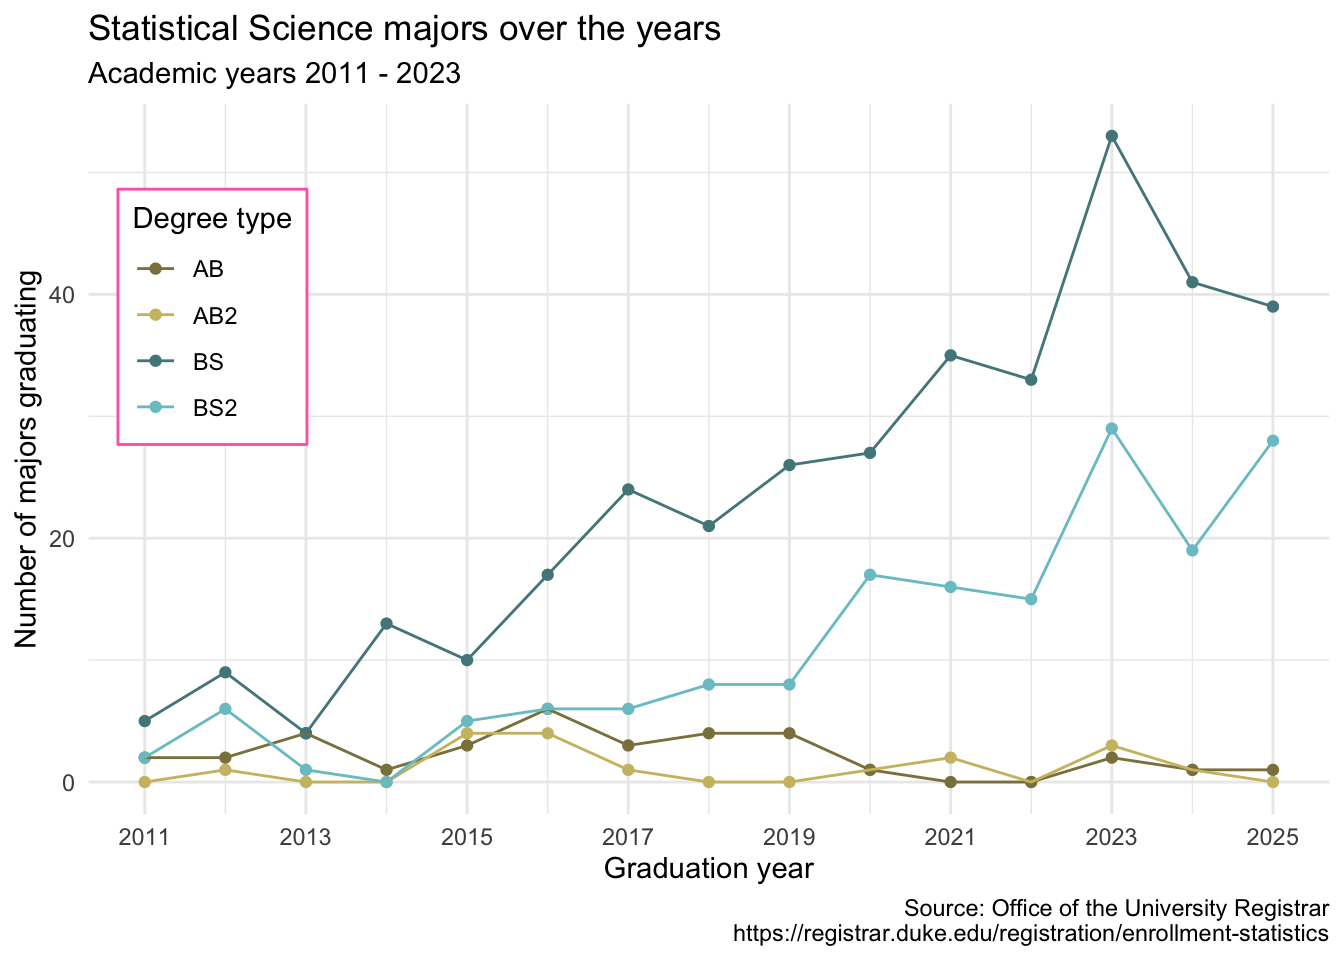 Statistical Science majors over the years
Academic years 2011 - 2023
Number of majors graduating
40
20
0
Degree type
AB
AB2
BS
BS2
2011 2013 2015 2017 2019 2021 2023 2025
Graduation year
Source: Office of the University Registrar
https://registrar.duke.edu/registration/enrollment-statistics